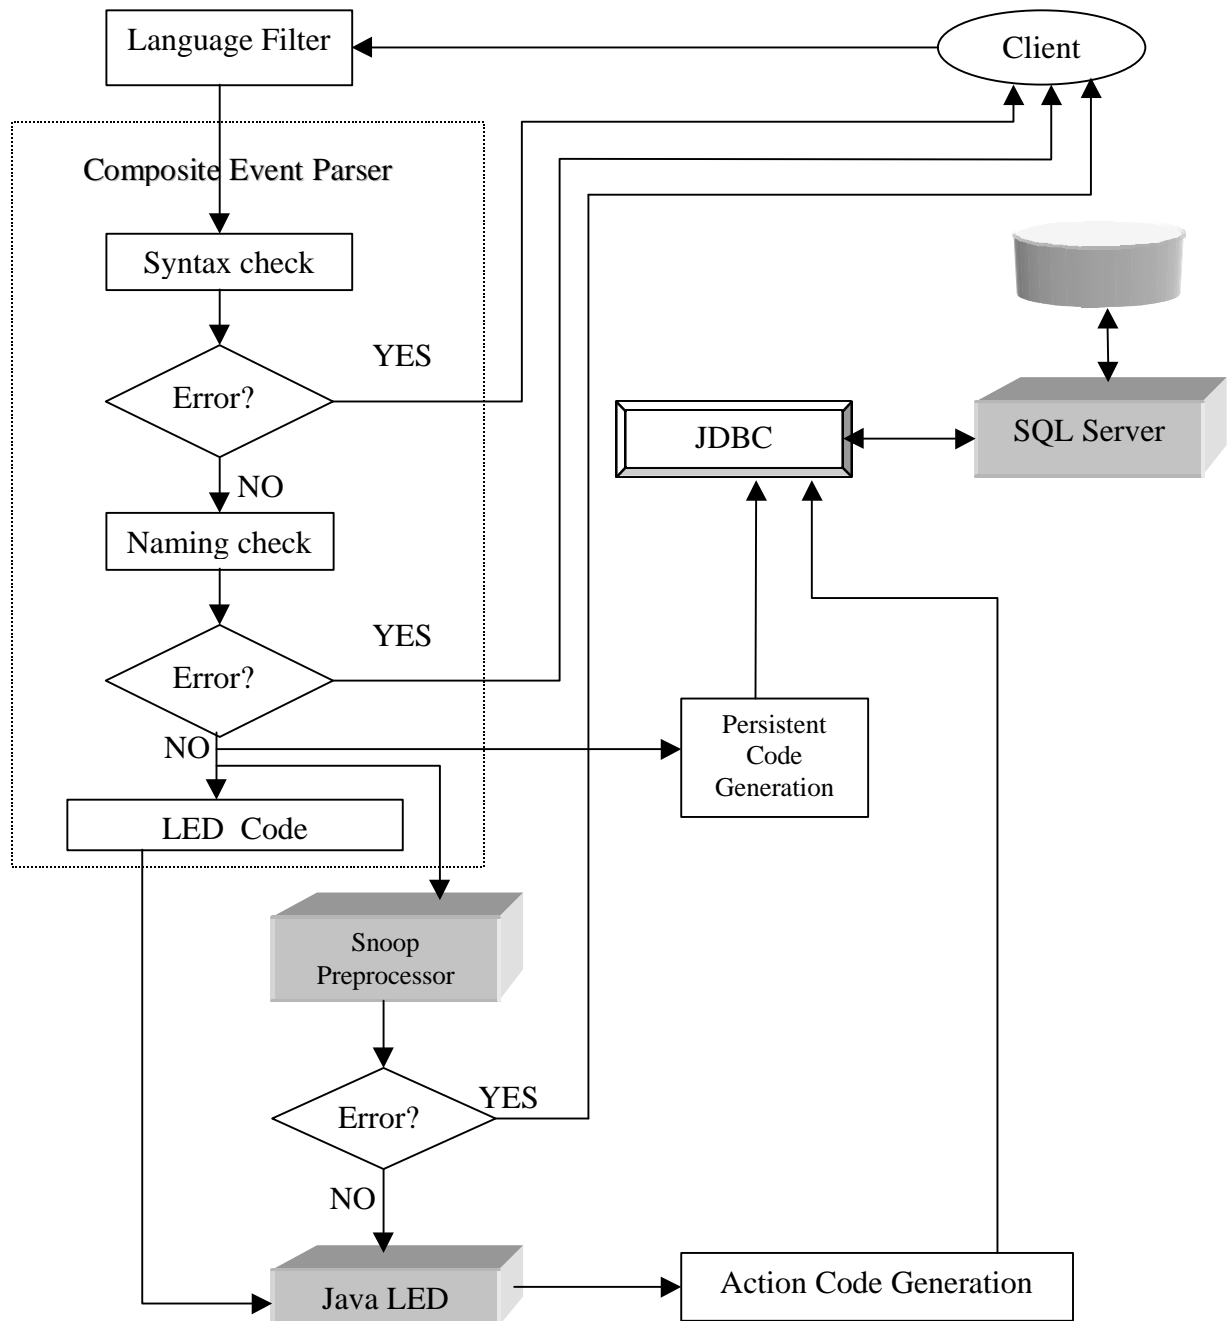 Language Filter
Client
Composite Event Parser
Syntax check
YES
Error?
JDBC
SQL Server
NO
Naming check
YES
Error?
NO
Persistent
Code
Generation
LED Code
Snoop
Preprocessor
YES
Error?
NO
Java LED
Action Code Generation